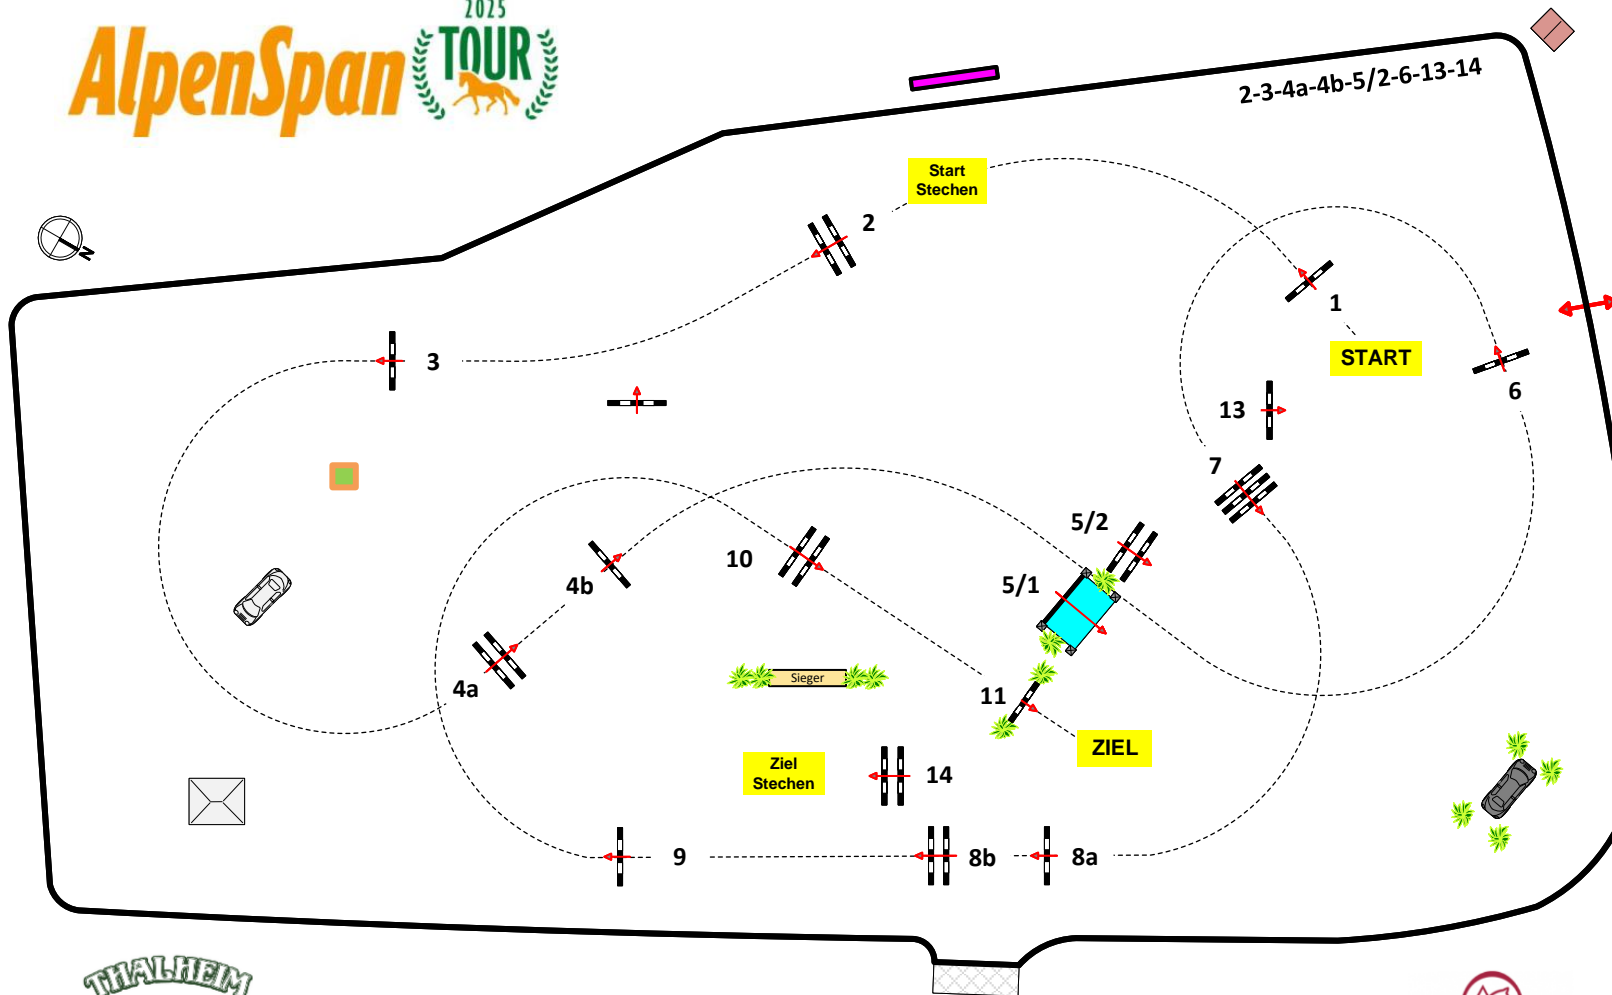 2025
AlpenSpan
TOUR
2-3-4a-4b-5/2-6-13-14
Start
Stechen
2
1
START
N
3
6
13
7
5/2
10
4b
5/1
Sieger
4a
11
ZIEL
Ziel
Stechen
14
9
8b
8a
THALHEIM